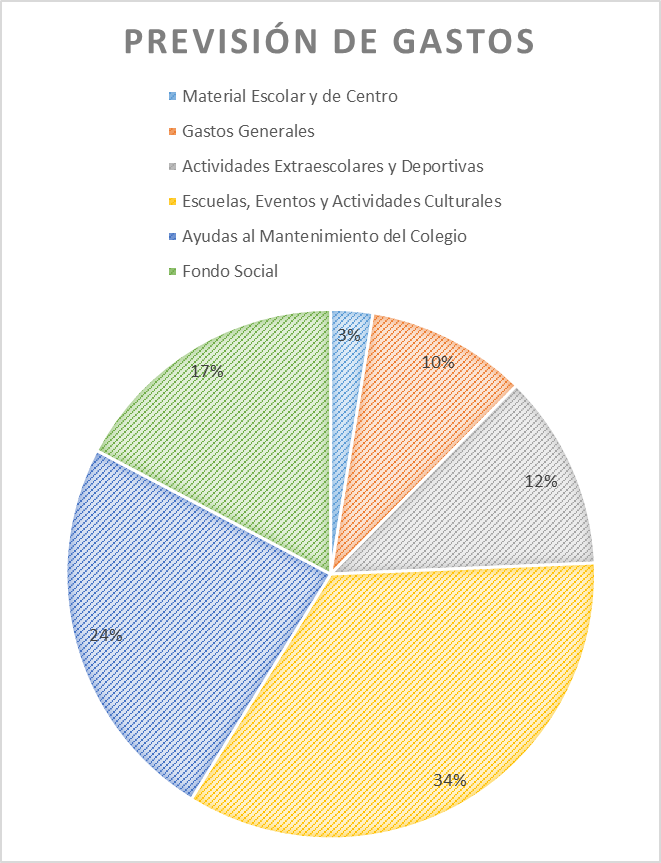 PREVISIÓN DE GASTOS
Material Escolar y de Centro
Gastos Generales
Actividades Extraescolares y Deportivas
Escuelas, Eventos y Actividades Culturales
Ayudas al Mantenimiento del Colegio
Fondo Social
3%
10%
17%
12%
24%
34%